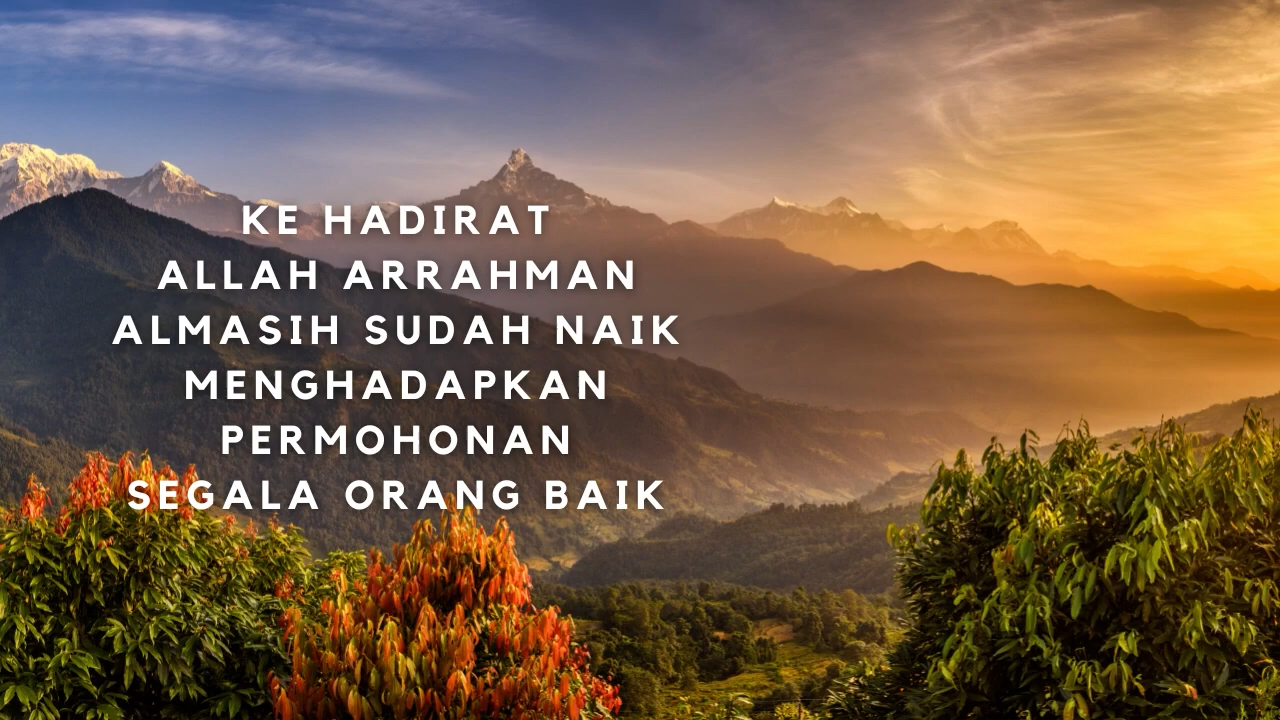 KE HADIRAT
ALLAH ARRAHMAN
ALMASIH SUDAH NAIK
MENGHADAPKAN
PERMOHONAN
SEGALA ORANG BAIK